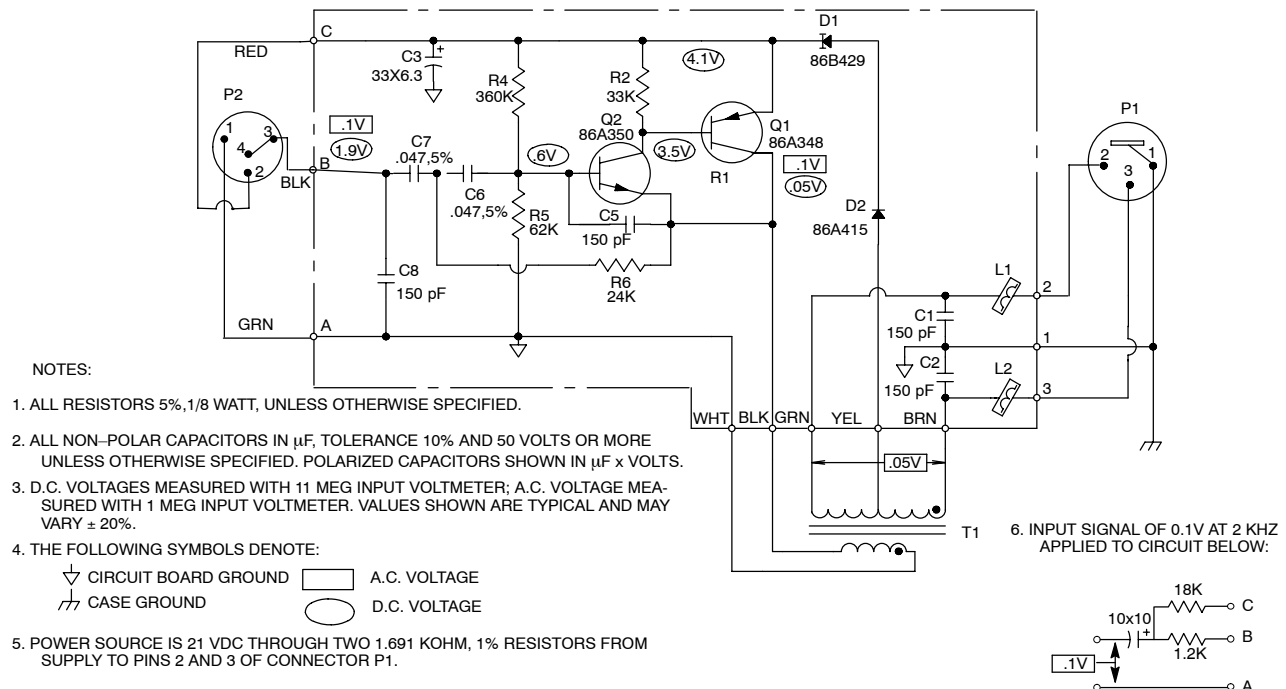 C
D1
RED
C3
+
33X6.3
R4
360K
R2
33K
4.1V
86B429
P2
1
3
4
2
.1V
1.9V
B
BLK
C7
.047,5%
C6
.047,5%
.6V
Q2
86A350
3.5V
Q1
86A348
R1
.1V
.05V
P1
2
1
3
R5
62K
C5
150 pF
D2
86A415
C8
150 pF
R6
24K
L1
2
C1
150 pF
1
C2
150 pF
L2
3
GRN
A
WHT
BLK
GRN
YEL
BRN
.05V
T1
NOTES:
1. ALL RESISTORS 5%,1/8 WATT, UNLESS OTHERWISE SPECIFIED.
2. ALL NON–POLAR CAPACITORS IN µF, TOLERANCE 10% AND 50 VOLTS OR MORE
UNLESS OTHERWISE SPECIFIED. POLARIZED CAPACITORS SHOWN IN µF x VOLTS.
3. D.C. VOLTAGES MEASURED WITH 11 MEG INPUT VOLTMETER; A.C. VOLTAGE MEA-
SURED WITH 1 MEG INPUT VOLTMETER. VALUES SHOWN ARE TYPICAL AND MAY
VARY ± 20%.
4. THE FOLLOWING SYMBOLS DENOTE:
CIRCUIT BOARD GROUND
A.C. VOLTAGE
CASE GROUND
D.C. VOLTAGE
5. POWER SOURCE IS 21 VDC THROUGH TWO 1.691 KOHM, 1% RESISTORS FROM
SUPPLY TO PINS 2 AND 3 OF CONNECTOR P1.
6. INPUT SIGNAL OF 0.1V AT 2 KHZ
APPLIED TO CIRCUIT BELOW:
18K
C
10x10
+
B
1.2K
.1V
A